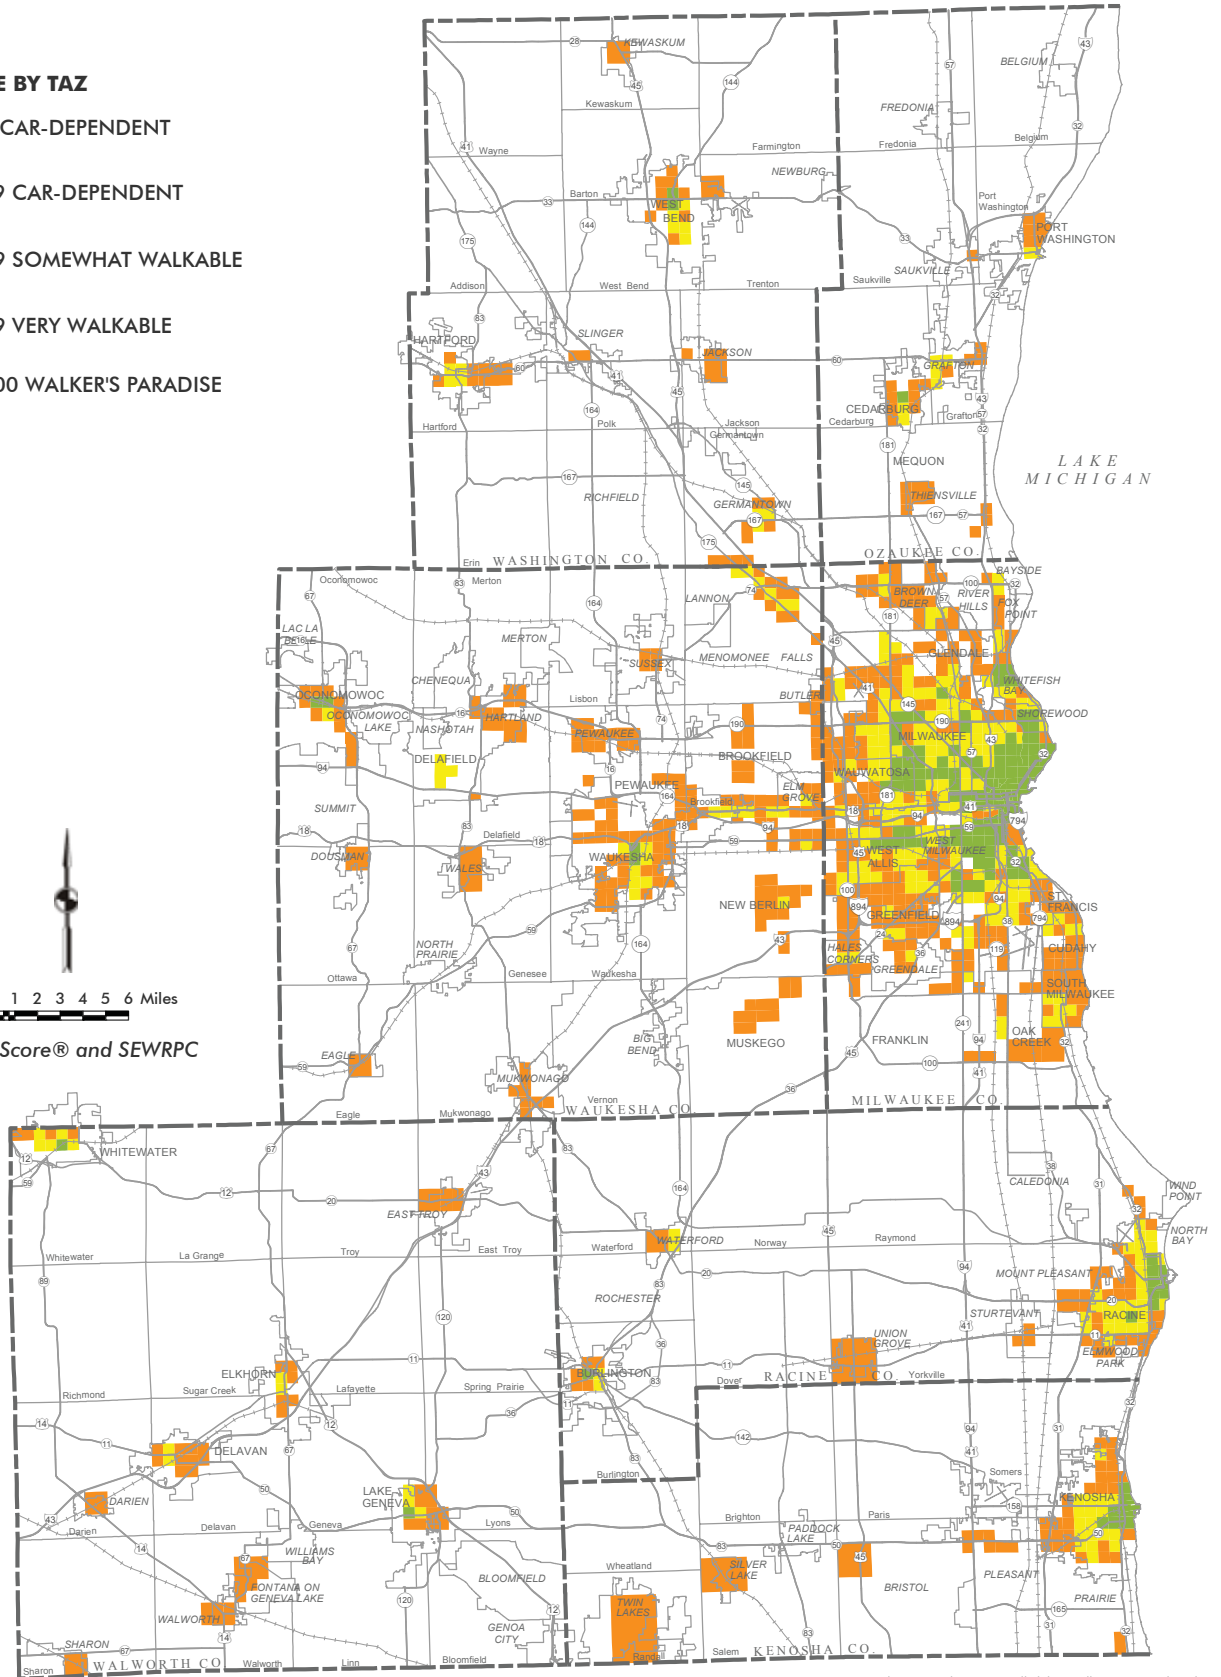 E BY TAZ
CAR-DEPENDENT
9 CAR-DEPENDENT
9 SOMEWHAT WALKABLE
9 VERY WALKABLE
00 WALKER'S PARADISE
1 2 3 4 5 6 Miles
Score® and SEWRPC
LAKE
MICHIGAN
KEWASKUM
Kewaskum
Wayne
Farmington
Barton
NEWBURG
WEST
BEND
Addison
West Bend
Trenton
BELGIUM
FREDONIA
Fredonia
Belgium
Port
Washington
PORT
WASHINGTON
SAUKVILLE
Saukville
HARTFORD
SLINGER
JACKSON
Hartford
Polk
Jackson
Germantown
GRAFTON
CEDARBURG
Cedarburg
Grafton
MEQUON
THIENSVILLE
RICHFIELD
GERMANTOWN
Erin
WASHINGTON CO.
OZAUKEE CO.
Oconomowoc
Merton
LANNON
BAYSIDE
BROWN
DEER
RIVER
HILLS
FOX
POINT
LAC LA
BELLE
MERTON
SUSSEX
MENOMONEE FALLS
GLENDALE
WHITEFISH
BAY
CHENEQUA
OCONOMOWOC
OCONOMOWOC
LAKE
NASHOTAH
HARTLAND
Lisbon
BUTLER
SHOREWOOD
PEWAUKEE
MILWAUKEE
DELAFIELD
BROOKFIELD
PEWAUKEE
WAUWATOSA
ELM
GROVE
Brookfield
SUMMIT
Delafield
DOUSMAN
WALES
WAUKESHA
WEST
ALLIS
WEST
MILWAUKEE
NEW BERLIN
GREENFIELD
ST.
FRANCIS
NORTH
PRAIRIE
HALES
CORNERS
GREENDALE
CUDAHY
Ottawa
Genesee
Waukesha
SOUTH
MILWAUKEE
BIG
BEND
MUSKEGO
FRANKLIN
OAK
CREEK
EAGLE
MUKWONAGO
Vernon
Eagle
Mukwonago
WAUKESHA CO.
MILWAUKEE CO.
WHITEWATER
EAST TROY
Whitewater
La Grange
Troy
East Troy
Waterford
WATERFORD
Norway
Raymond
CALEDONIA
WIND
POINT
NORTH
BAY
MOUNT PLEASANT
ROCHESTER
STURTEVANT
RACINE
UNION
GROVE
ELMWOOD
PARK
ELKHORN
BURLINGTON
Dover
RACINE CO.
Yorkville
Richmond
Sugar Creek
Lafayette
Spring Prairie
DELAVAN
Burlington
Somers
LAKE
GENEVA
DARIEN
KENOSHA
Darien
Delavan
Geneva
Lyons
Brighton
Paris
PADDOCK
LAKE
WILLIAMS
BAY
BLOOMFIELD
Wheatland
SILVER
LAKE
BRISTOL
PLEASANT
PRAIRIE
FONTANA ON
GENEVA LAKE
TWIN
LAKES
WALWORTH
GENOA
CITY
SHARON
Sharon
WALWORTH CO
Walworth
Linn
Bloomfield
Randall
Salem
KENOSHA CO.